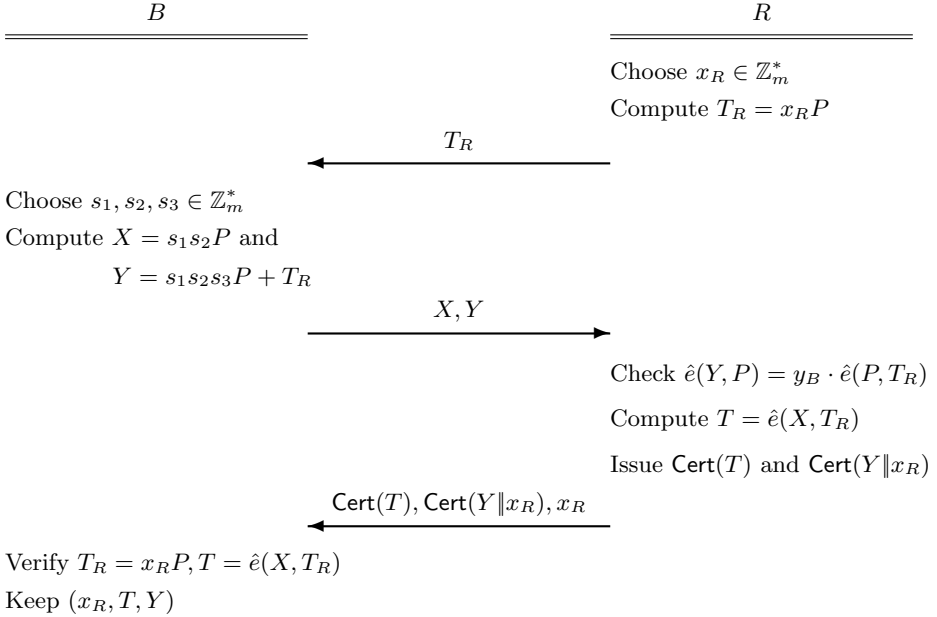 B
R
Choose x_R ∈ ℤ*_m
Compute T_R = x_R P
T_R
Choose s_1, s_2, s_3 ∈ ℤ*_m
Compute X = s_1 s_2 P and
Y = s_1 s_2 s_3 P + T_R
X, Y
Check ê(Y, P) = y_B · ê(P, T_R)
Compute T = ê(X, T_R)
Issue Cert(T) and Cert(Y‖x_R)
Cert(T), Cert(Y‖x_R), x_R
Verify T_R = x_R P, T = ê(X, T_R)
Keep (x_R, T, Y)